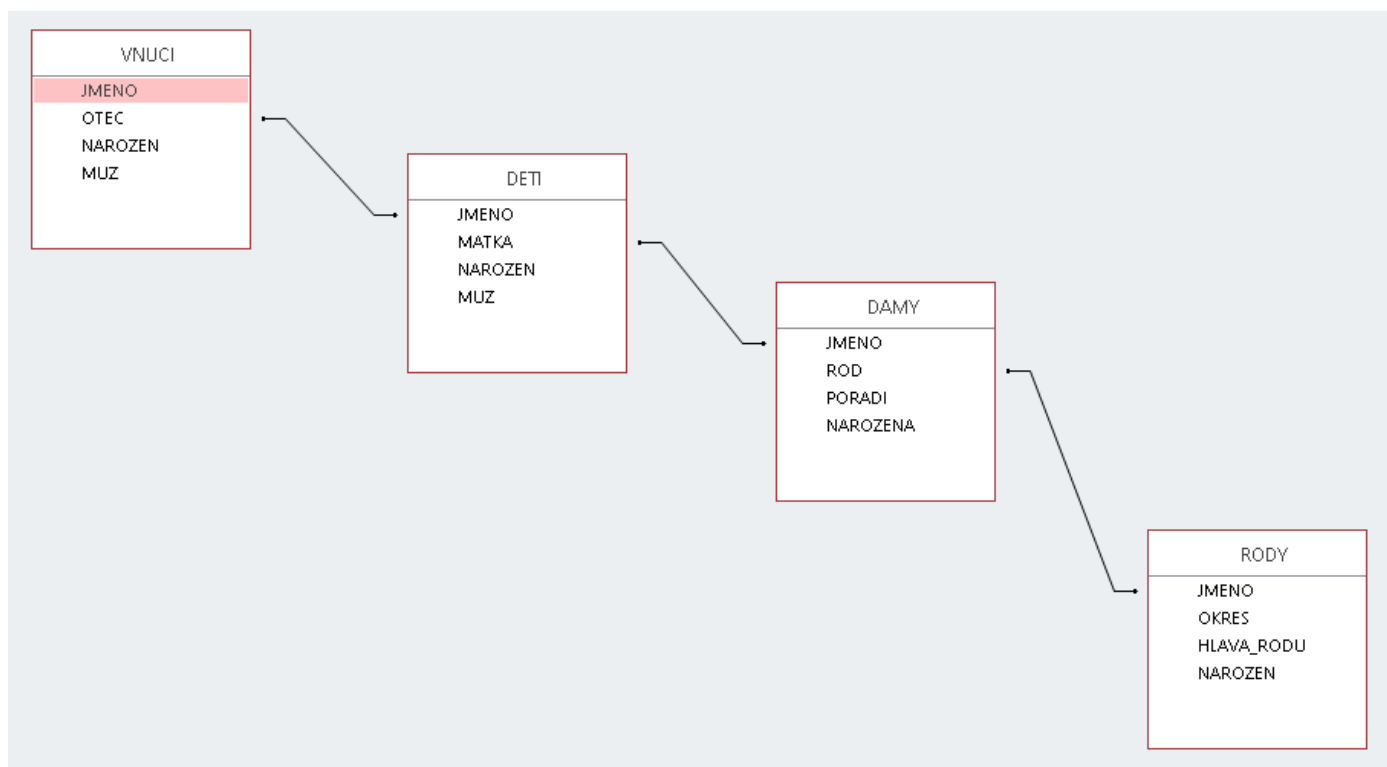 VNUCI
JMENO
OTEC
NAROZEN
MUZ
DETI
JMENO
MATKA
NAROZEN
MUZ
DAMY
JMENO
ROD
PORADI
NAROZENA
RODY
JMENO
OKRES
HLAVA_RODU
NAROZEN